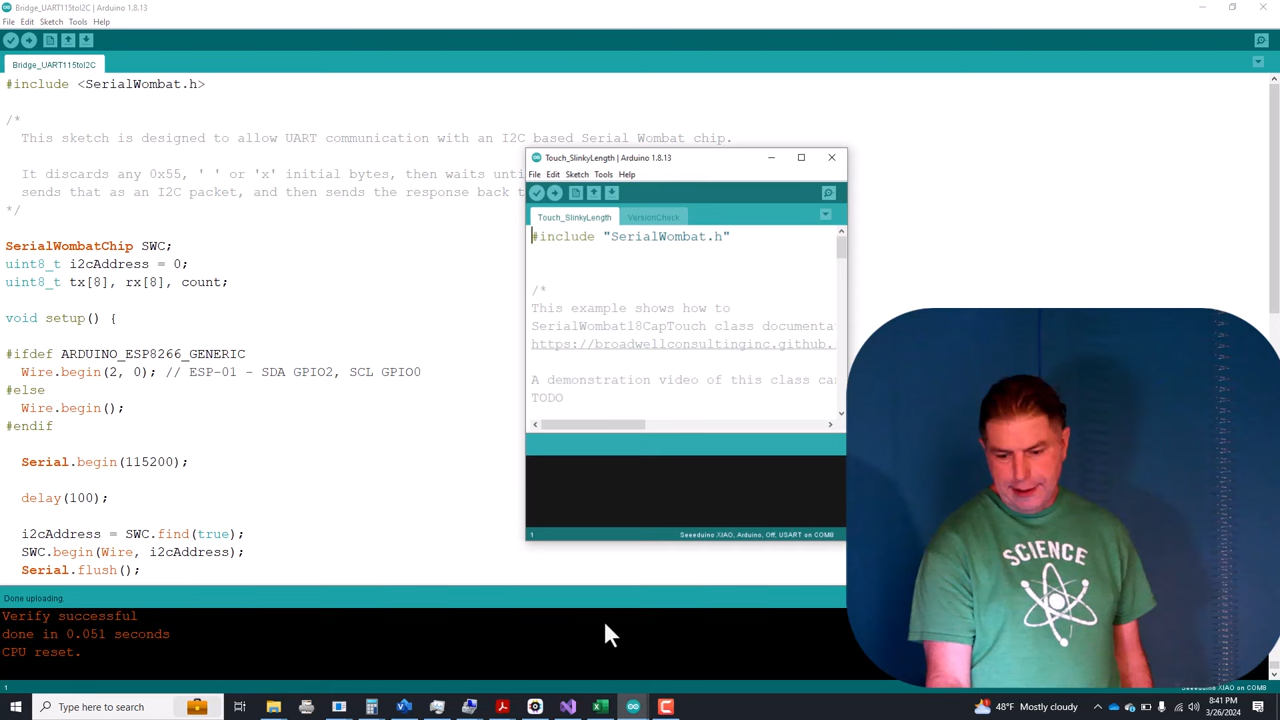 Bridge_UART115toI2C | Arduino 1.8.13
File Edit Sketch Tools Help
Bridge_UART115toI2C
#include <SerialWombat.h>
/*
This sketch is designed to allow UART communication with an I2C based Serial Wombat chip.
It discards any 0x55, ' ' or 'x' initial bytes, then waits unti
sends that as an I2C packet, and then sends the response back t
*/
SerialWombatChip SWC;
uint8_t i2cAddress = 0;
uint8_t tx[8], rx[8], count;
void setup() {
#ifdef ARDUINO_ESP8266_GENERIC
Wire.begin(2, 0); // ESP-01 - SDA GPIO2, SCL GPIO0
#else
Wire.begin();
#endif
Serial.begin(115200);
delay(100);
i2cAddress = SWC.find(true);
SWC.begin(Wire, i2cAddress);
Serial.flush();
Done uploading.
Verify successful
done in 0.051 seconds
CPU reset.
1
Seeeduino XIAO on COM8
Touch_SlinkyLength | Arduino 1.8.13
File Edit Sketch Tools Help
Touch_SlinkyLength VersionCheck
#include "SerialWombat.h"
/*
This example shows how to
SerialWombat18CapTouch class documenta
https://broadwellconsultinginc.github.
A demonstration video of this class ca
TODO
1
Seeeduino XIAO, Arduino, Off, USART on COM8
SCIENCE
Type here to search
48°F Mostly cloudy
8:41 PM
3/26/2024